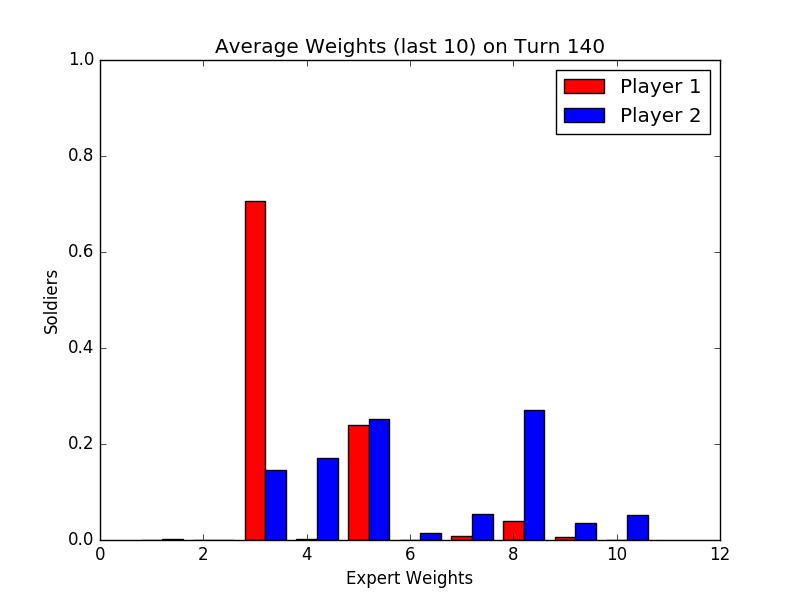 Average Weights (last 10) on Turn 140
1.0
0.8
0.6
0.4
0.2
0.0
Soldiers
Player 1
Player 2
0 2 4 6 8 10 12
Expert Weights